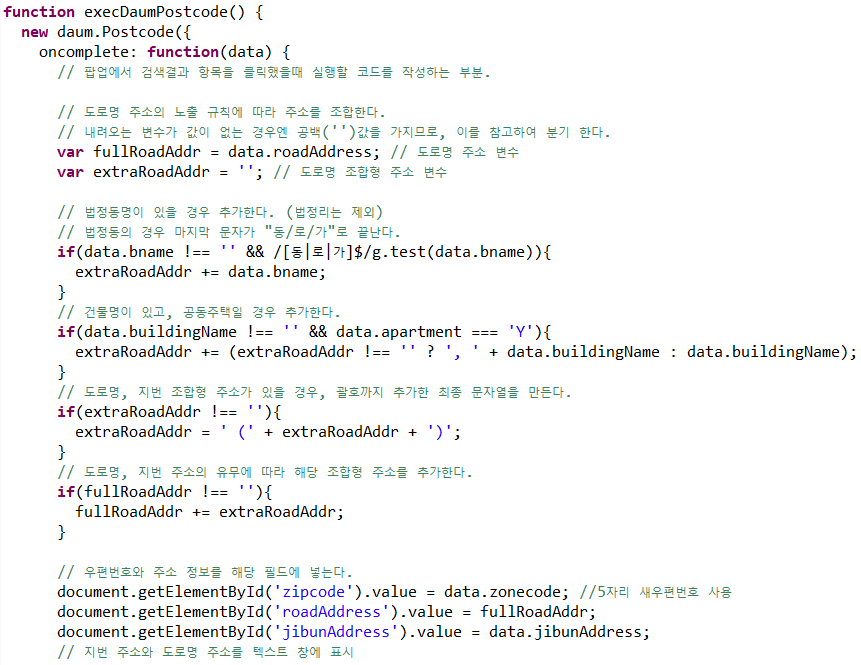 function execDaumPostcode() {
new daum.Postcode({
oncomplete: function(data) {
// 팝업에서 검색결과 항목을 클릭했을때 실행할 코드를 작성하는 부분.
// 도로명 주소의 노출 규칙에 따라 주소를 조합한다.
// 내려오는 변수가 값이 없는 경우엔 공백('')값을 가지므로, 이를 참고하여 분기 한다.
var fullRoadAddr = data.roadAddress; // 도로명 주소 변수
var extraRoadAddr = ''; // 도로명 조합형 주소 변수
// 법정동명이 있을 경우 추가한다. (법정리는 제외)
// 법정동의 경우 마지막 문자가 "동/로/가"로 끝난다.
if(data.bname !== '' && /[동|로|가]$/g.test(data.bname)){
extraRoadAddr += data.bname;
}
// 건물명이 있고, 공동주택일 경우 추가한다.
if(data.buildingName !== '' && data.apartment === 'Y'){
extraRoadAddr += (extraRoadAddr !== '' ? ', ' + data.buildingName : data.buildingName);
}
// 도로명, 지번 조합형 주소가 있을 경우, 괄호까지 추가한 최종 문자열을 만든다.
if(extraRoadAddr !== ''){
extraRoadAddr = ' (' + extraRoadAddr + ')';
}
// 도로명, 지번 주소의 유무에 따라 해당 조합형 주소를 추가한다.
if(fullRoadAddr !== ''){
fullRoadAddr += extraRoadAddr;
}
// 우편번호와 주소 정보를 해당 필드에 넣는다.
document.getElementById('zipcode').value = data.zonecode; //5자리 새우편번호 사용
document.getElementById('roadAddress').value = fullRoadAddr;
document.getElementById('jibunAddress').value = data.jibunAddress;
// 지번 주소와 도로명 주소를 텍스트 창에 표시